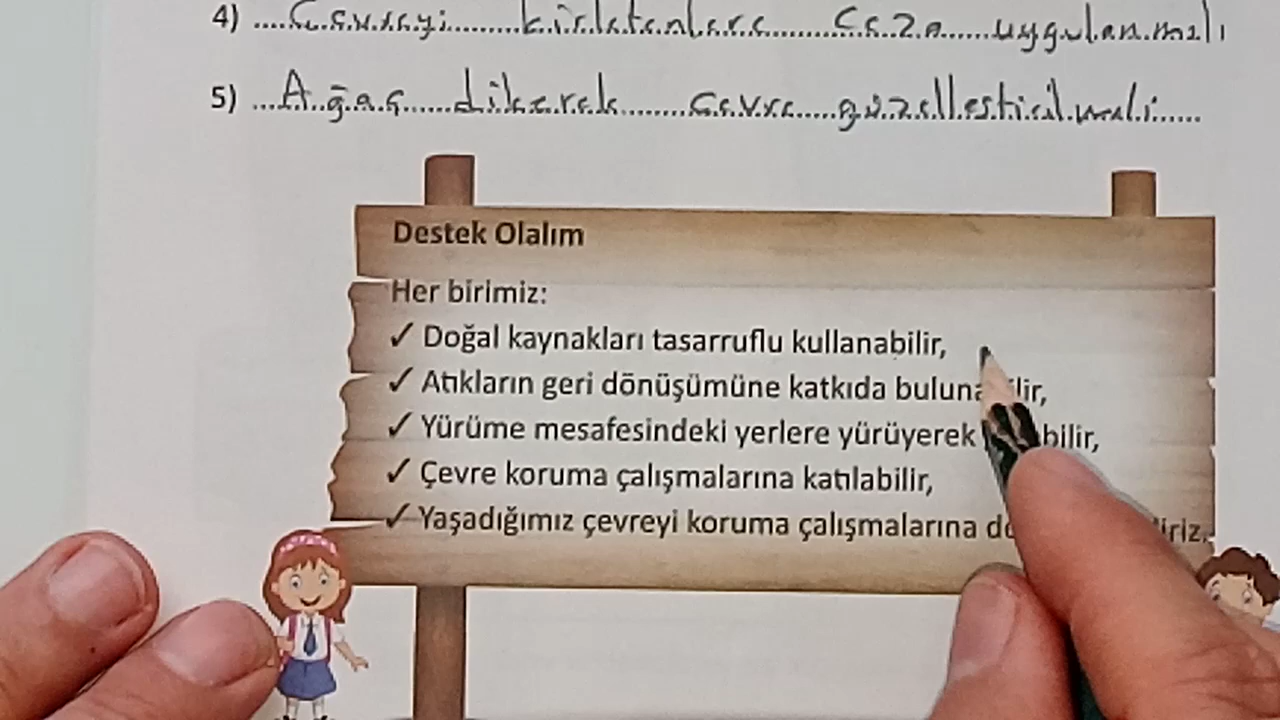 4) Çevreyi kirletenlere ceza uygulanmalı
5) Ağaç dikerek çevre güzelleştirilmeli
Destek Olalım
Her birimiz:
✓ Doğal kaynakları tasarruflu kullanabilir,
✓ Atıkların geri dönüşümüne katkıda bulunabilir,
✓ Yürüme mesafesindeki yerlere yürüyerek
✓ Çevre koruma çalışmalarına katılabilir,
✓ Yaşadığımız çevreyi koruma çalışmalarına